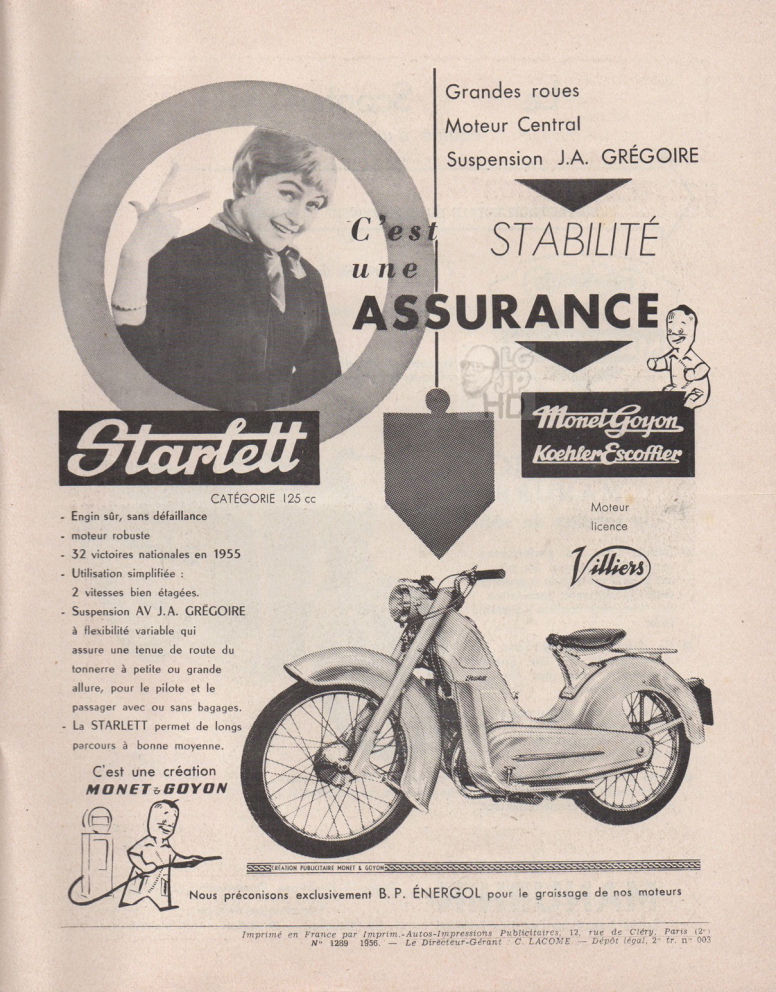 Grandes roues
Moteur Central
Suspension J.A. GRÉGOIRE
STABILITÉ
C'est
une
ASSURANCE
LG
JP
HD
Monet Goyon
Koehler Escoffier
Starlett
CATÉGORIE 125 cc
- Engin sûr, sans défaillance
- moteur robuste
- 32 victoires nationales en 1955
- Utilisation simplifiée :
2 vitesses bien étagées.
- Suspension AV J.A. GRÉGOIRE
à flexibilité variable qui
assure une tenue de route du
tonnerre à petite ou grande
allure, pour le pilote et le
passager avec ou sans bagages.
- La STARLETT permet de longs
parcours à bonne moyenne.
Moteur
licence
Villiers
Starlett
C'est une création
MONET & GOYON
CRÉATION PUBLICITAIRE MONET & GOYON
Nous préconisons exclusivement B.P. ÉNERGOL pour le graissage de nos moteurs
Imprimé en France par Imprim.-Autos-Impressions Publicitaires, 12, rue de Cléry, Paris (2e)
N° 1289 1956. — Le Directeur-Gérant : C. LACOME. — Dépôt légal, 2e tr. n° 003